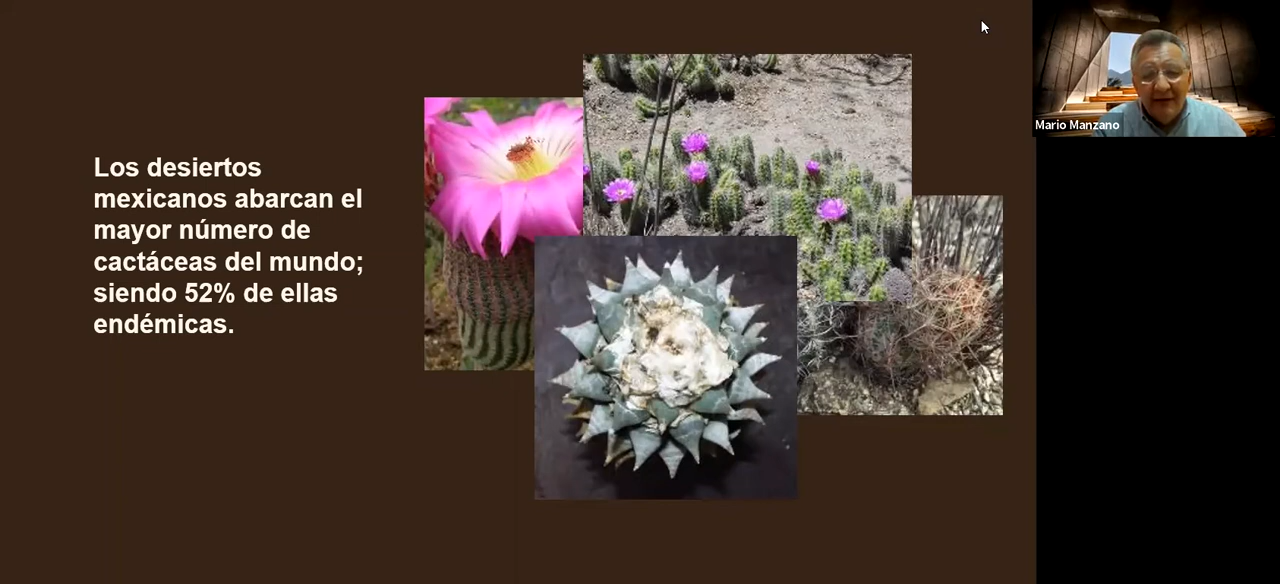 Los desiertos
mexicanos abarcan el
mayor número de
cactáceas del mundo;
siendo 52% de ellas
endémicas.
Mario Manzano